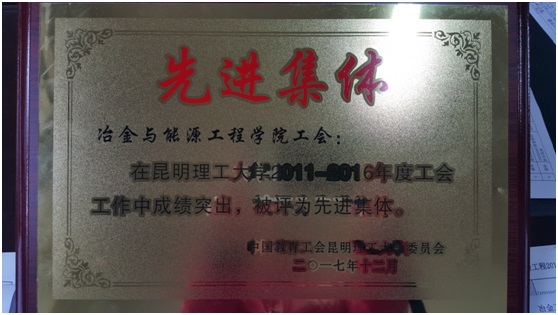 先进集体
冶金与能源工程学院工会：
在昆明理工大学2011-2016年度工会
工作中成绩突出，被评为先进集体。
中国教育工会昆明理工大学委员会
二〇一七年十二月